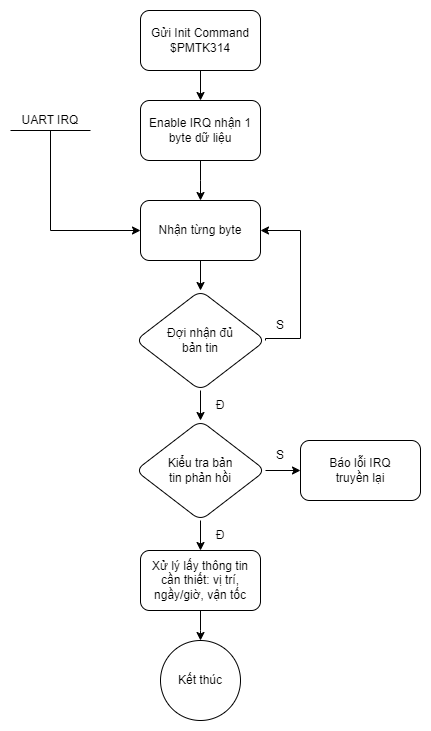 Gửi Init Command
$PMTK314
Enable IRQ nhận 1
byte dữ liệu
UART IRQ
Nhận từng byte
Đợi nhận đủ
bản tin
S
Đ
Kiểu tra bản
tin phản hồi
S
Báo lỗi IRQ
truyền lại
Đ
Xử lý lấy thông tin
cần thiết: vị trí,
ngầy/giờ, vận tốc
Kết thúc